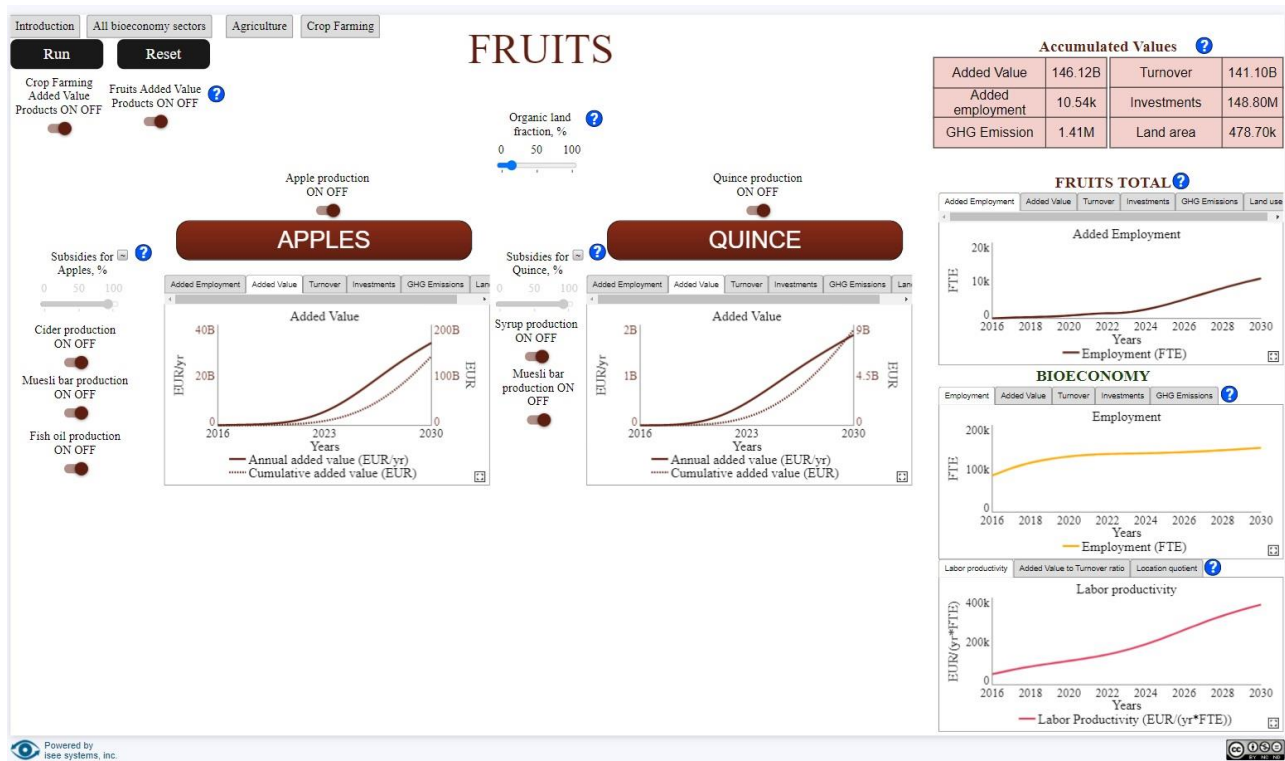 Introduction
All bioeconomy sectors
Agriculture
Crop Farming
Run
Reset
FRUITS
Crop Farming
Added Value
Products ON OFF
Fruits Added Value
Products ON OFF
?
Organic land
fraction, %
?
0 50 100
Accumulated Values ?
Added Value 146.12B Turnover 141.10B
Added
employment 10.54k Investments 148.80M
GHG Emission 1.41M Land area 478.70k
Apple production
ON OFF
APPLES
Subsidies for ~
Apples, %
?
0 50 100
Cider production
ON OFF
Muesli bar production
ON OFF
Fish oil production
ON OFF
Added Employment Added Value Turnover Investments GHG Emissions Lan
Added Value
40B
20B
0
EUR/yr
200B
100B
0
EUR
2016 2023 2030
Years
Annual added value (EUR/yr)
Cumulative added value (EUR)
Quince production
ON OFF
QUINCE
Subsidies for ~
Quince, %
?
0 50 100
Syrup production
ON OFF
Muesli bar
production ON
OFF
Added Employment Added Value Turnover Investments GHG Emissions Lan
Added Value
2B
1B
0
EUR/yr
9B
4.5B
0
EUR
2016 2023 2030
Years
Annual added value (EUR/yr)
Cumulative added value (EUR)
FRUITS TOTAL ?
Added Employment Added Value Turnover Investments GHG Emissions Land use
Added Employment
20k
10k
0
FTE
2016 2018 2020 2022 2024 2026 2028 2030
Years
Employment (FTE)
BIOECONOMY
Employment Added Value Turnover Investments GHG Emissions ?
Employment
200k
100k
0
FTE
2016 2018 2020 2022 2024 2026 2028 2030
Years
Employment (FTE)
Labor productivity Added Value to Turnover ratio Location quotient ?
Labor productivity
400k
200k
0
EUR/(yr*FTE)
2016 2018 2020 2022 2024 2026 2028 2030
Years
Labor Productivity (EUR/(yr*FTE))
Powered by
isee systems, inc.
cc
BY NC ND